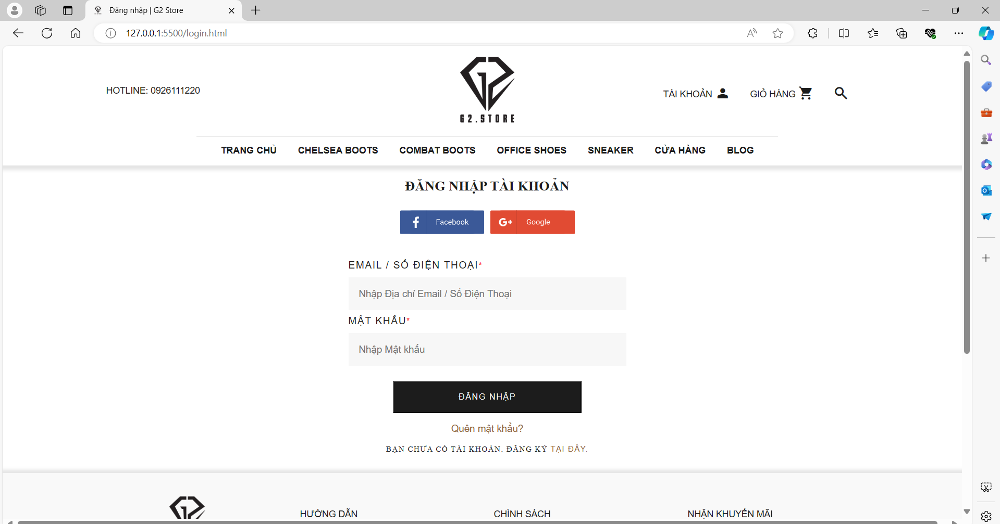 Đăng nhập | G2 Store
127.0.0.1:5500/login.html
HOTLINE: 0926111220
G2.STORE
TÀI KHOẢN
GIỎ HÀNG
TRANG CHỦ CHELSEA BOOTS COMBAT BOOTS OFFICE SHOES SNEAKER CỬA HÀNG BLOG
ĐĂNG NHẬP TÀI KHOẢN
Facebook
G+ Google
EMAIL / SỐ ĐIỆN THOẠI*
Nhập Địa chỉ Email / Số Điện Thoại
MẬT KHẨU*
Nhập Mật khẩu
ĐĂNG NHẬP
Quên mật khẩu?
BẠN CHƯA CÓ TÀI KHOẢN. ĐĂNG KÝ TẠI ĐÂY.
HƯỚNG DẪN CHÍNH SÁCH NHẬN KHUYẾN MÃI